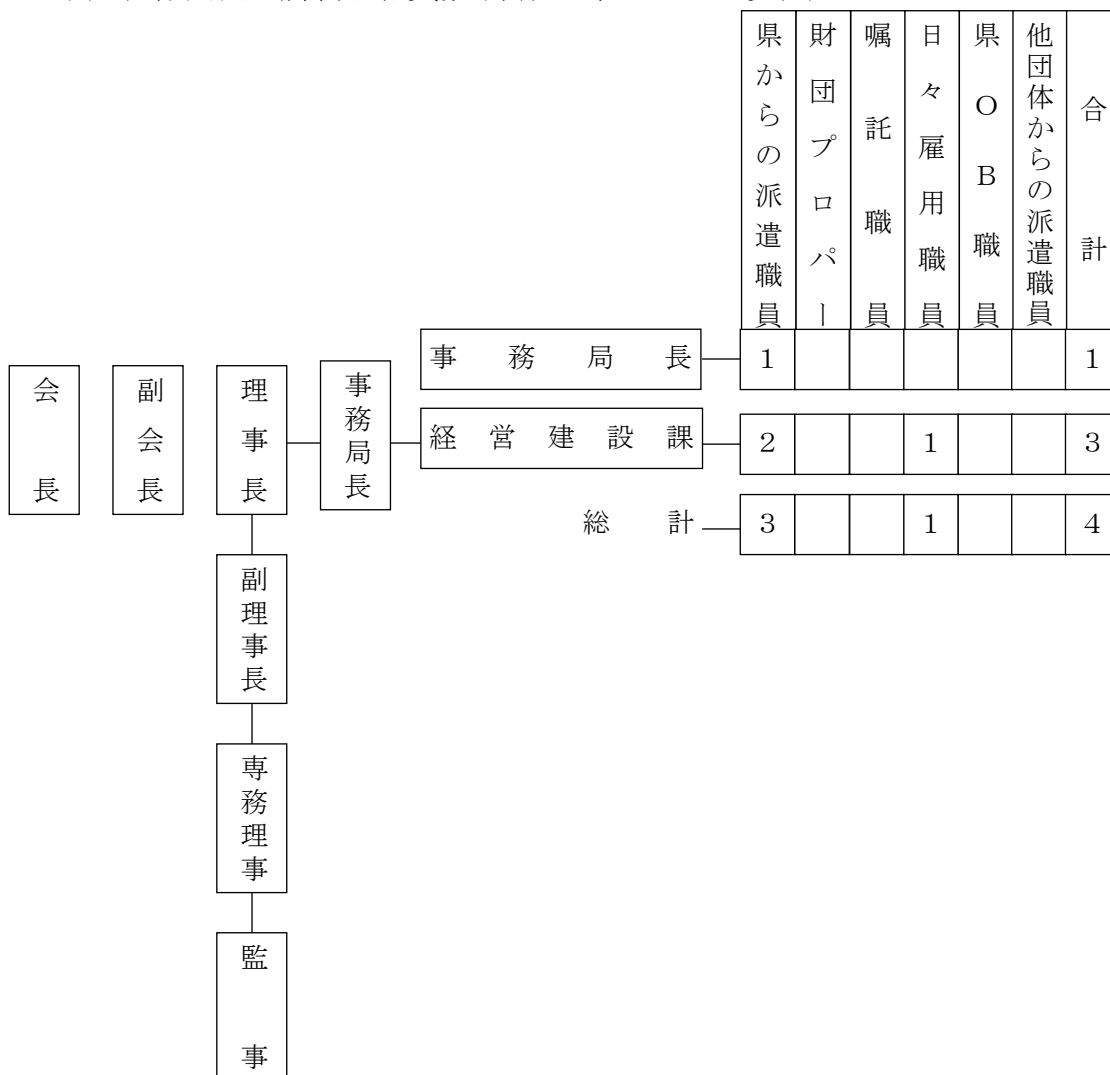 県からの派遣職員
財団プロパー
嘱託職員
日々雇用職員
県OB職員
他団体からの派遣職員
合計
事務局長 1 1
会長
副会長
理事長
事務局長
経営建設課 2 1 3
総計 3 1 4
副理事長
専務理事
監事